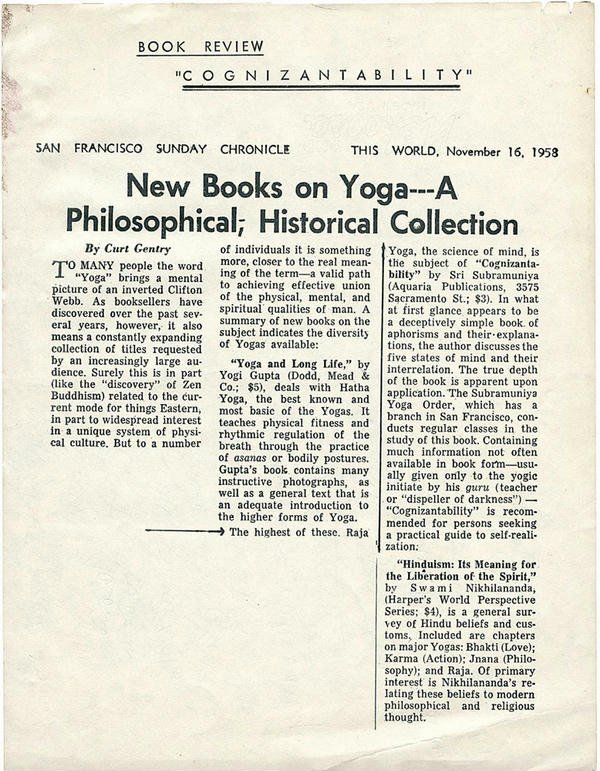 BOOK REVIEW
"COGNIZANTABILITY"
SAN FRANCISCO SUNDAY CHRONICLE THIS WORLD, November 16, 1958
New Books on Yoga---A
Philosophical, Historical Collection
By Curt Gentry
TO MANY people the word
"Yoga" brings a mental
picture of an inverted Clifton
Webb. As booksellers have
discovered over the past sev-
eral years, however, it also
means a constantly expanding
collection of titles requested
by an increasingly large au-
dience. Surely this is in part
(like the "discovery" of Zen
Buddhism) related to the cur-
rent mode for things Eastern,
in part to widespread interest
in a unique system of physi-
cal culture. But to a number
of individuals it is something
more, closer to the real mean-
ing of the term—a valid path
to achieving effective union
of the physical, mental, and
spiritual qualities of man. A
summary of new books on the
subject indicates the diversity
of Yogas available:
"Yoga and Long Life," by
Yogi Gupta (Dodd, Mead &
Co.; $5), deals with Hatha
Yoga, the best known and
most basic of the Yogas. It
teaches physical fitness and
rhythmic regulation of the
breath through the practice
of asanas or bodily postures.
Gupta's book contains many
instructive photographs, as
well as a general text that is
an adequate introduction to
the higher forms of Yoga.
The highest of these. Raja
Yoga, the science of mind, is
the subject of "Cognizanta-
bility" by Sri Subramuniya
(Aquaria Publications, 3575
Sacramento St.; $3). In what
at first glance appears to be
a deceptively simple book of
aphorisms and their explana-
tions, the author discusses the
five states of mind and their
interrelation. The true depth
of the book is apparent upon
application. The Subramuniya
Yoga Order, which has a
branch in San Francisco, con-
ducts regular classes in the
study of this book. Containing
much information not often
available in book form—usu-
ally given only to the yogic
initiate by his guru (teacher
or "dispeller of darkness") —
"Cognizantability" is recom-
mended for persons seeking
a practical guide to self-reali-
zation.
"Hinduism: Its Meaning for
the Liberation of the Spirit,"
by Swami Nikhilananda,
(Harper's World Perspective
Series; $4), is a general sur-
vey of Hindu beliefs and cus-
toms. Included are chapters
on major Yogas: Bhakti (Love);
Karma (Action); Jnana (Philo-
sophy); and Raja. Of primary
interest is Nikhilananda's re-
lating these beliefs to modern
philosophical and religious
thought.